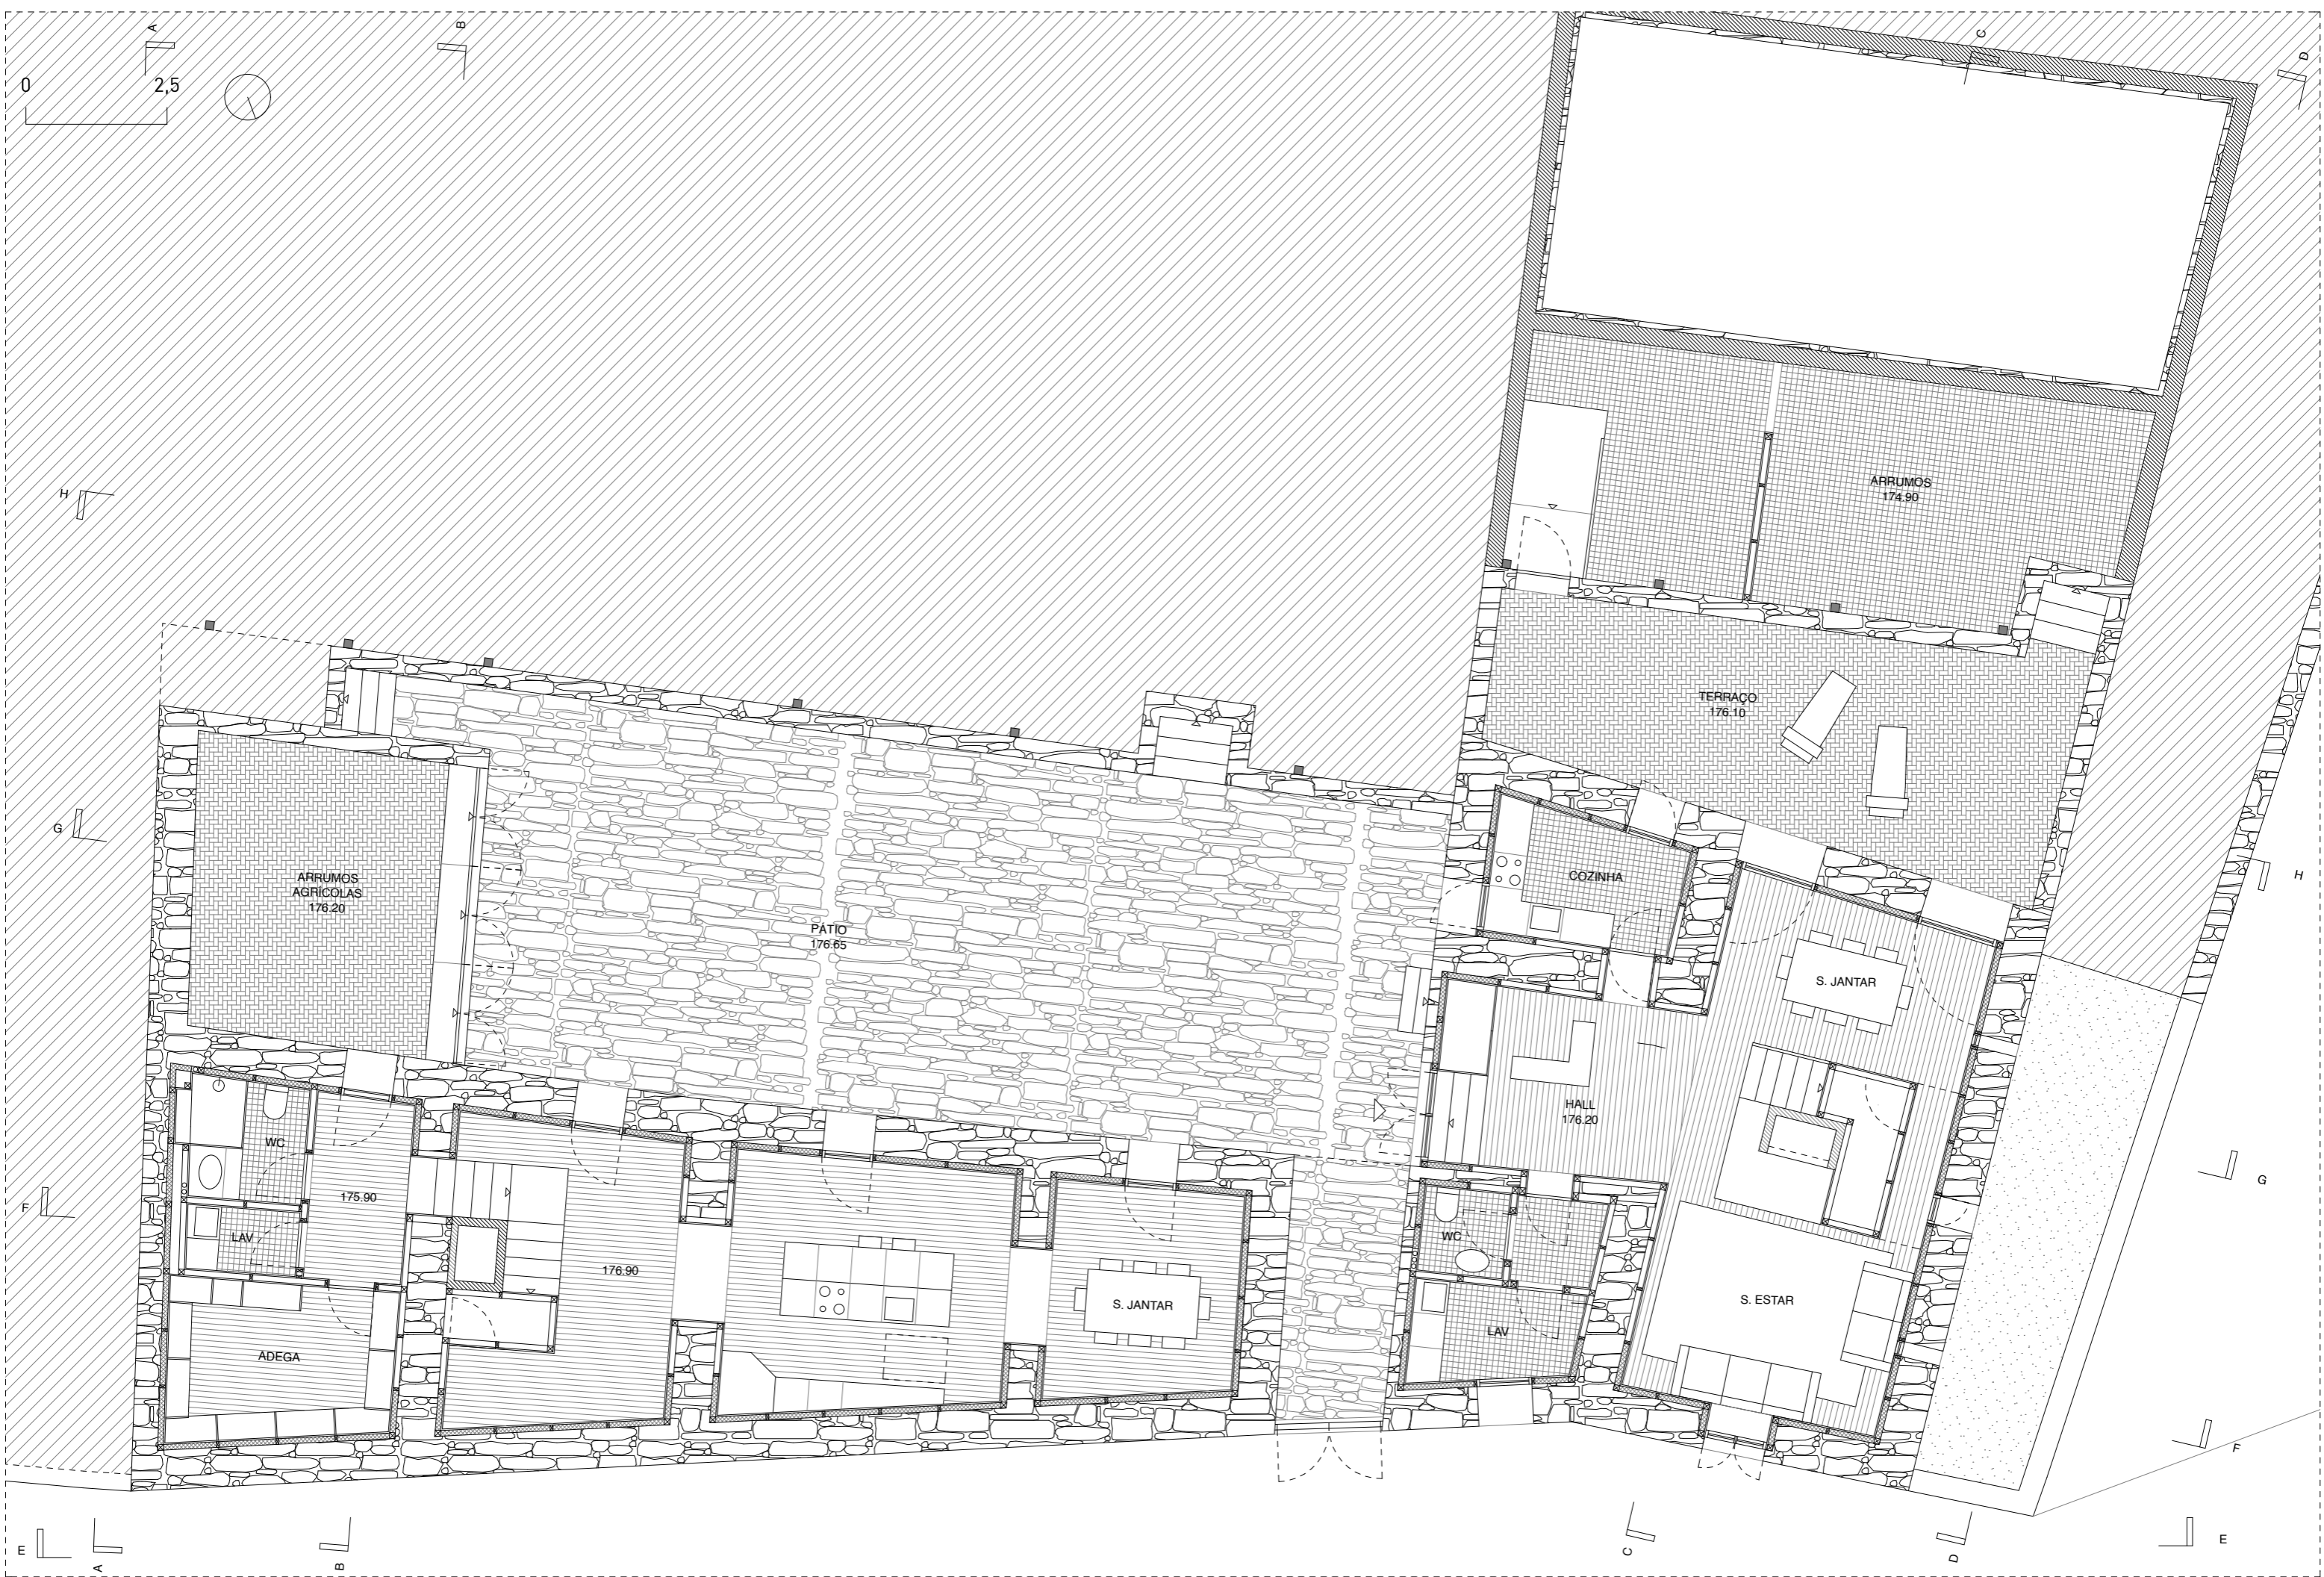 A
B
C
D
0 2,5
H
ARRUMOS
174.90
TERRAÇO
176.10
G
H
ARRUMOS
AGRÍCOLAS
176.20
COZINHA
PÁTIO
176.65
S. JANTAR
HALL
176.20
WC
175.90
F
G
LAV
WC
176.90
S. JANTAR
S. ESTAR
LAV
ADEGA
F
E
A
B
C
D
E